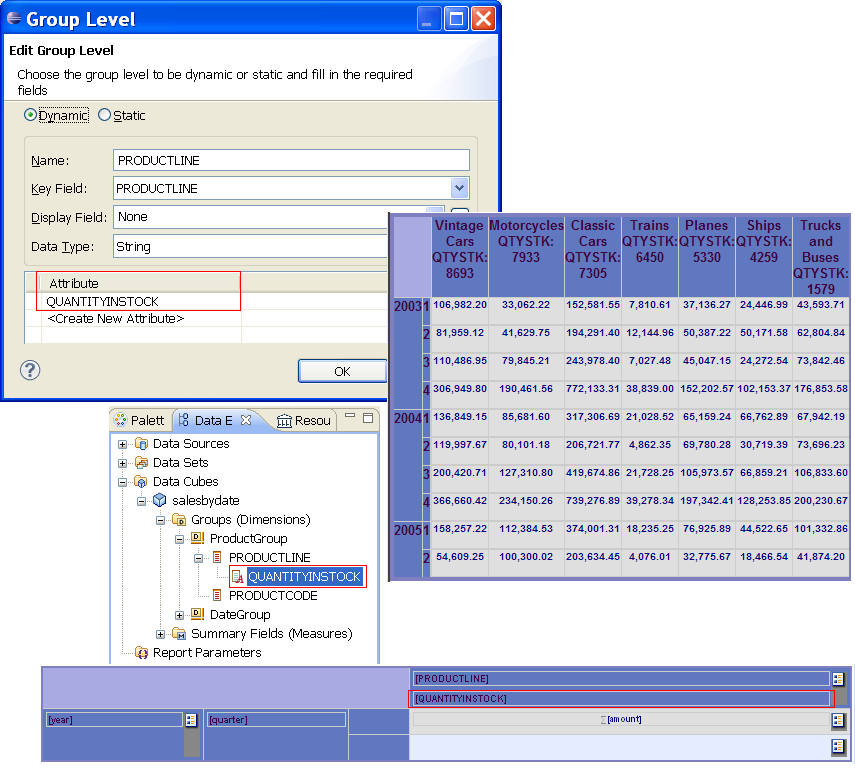 Group Level
Edit Group Level
Choose the group level to be dynamic or static and fill in the required
fields
Dynamic Static
Name: PRODUCTLINE
Key Field: PRODUCTLINE
Display Field: None
Data Type: String
Attribute
QUANTITYINSTOCK
<Create New Attribute>
OK
Vintage Cars QTYSTK: 8693 Motorcycles QTYSTK: 7933 Classic Cars QTYSTK: 7305 Trains QTYSTK: 6450 Planes QTYSTK: 5330 Ships QTYSTK: 4259 Trucks and Buses QTYSTK: 1579
2003 1 106,982.20 33,062.22 152,581.55 7,810.61 37,136.27 24,446.99 43,593.71
2 81,959.12 41,629.75 194,291.40 12,144.96 50,387.22 50,171.58 62,804.84
3 110,486.95 79,845.21 243,978.40 7,027.48 45,047.15 24,272.54 73,842.46
4 306,949.80 190,461.56 772,133.31 38,839.00 152,202.57 102,153.37 176,853.58
2004 1 136,849.15 85,681.60 317,306.69 21,028.52 65,159.24 66,762.89 67,942.19
2 119,997.67 80,101.18 206,721.77 4,862.35 69,780.28 30,719.39 73,696.23
3 200,420.71 127,310.80 419,674.86 21,728.25 105,973.57 66,859.21 106,833.60
4 366,660.42 234,150.26 739,276.89 39,278.34 197,342.41 128,253.85 200,230.67
2005 1 158,257.22 112,384.53 374,001.31 18,235.25 76,925.89 44,522.65 101,332.86
2 54,609.25 100,300.02 203,634.45 4,076.01 32,775.67 18,466.54 41,874.20
Palett Data E Resou
Data Sources
Data Sets
Data Cubes
salesbydate
Groups (Dimensions)
ProductGroup
PRODUCTLINE
QUANTITYINSTOCK
PRODUCTCODE
DateGroup
Summary Fields (Measures)
Report Parameters
[PRODUCTLINE]
[QUANTITYINSTOCK]
[year] [quarter] Σ[amount]